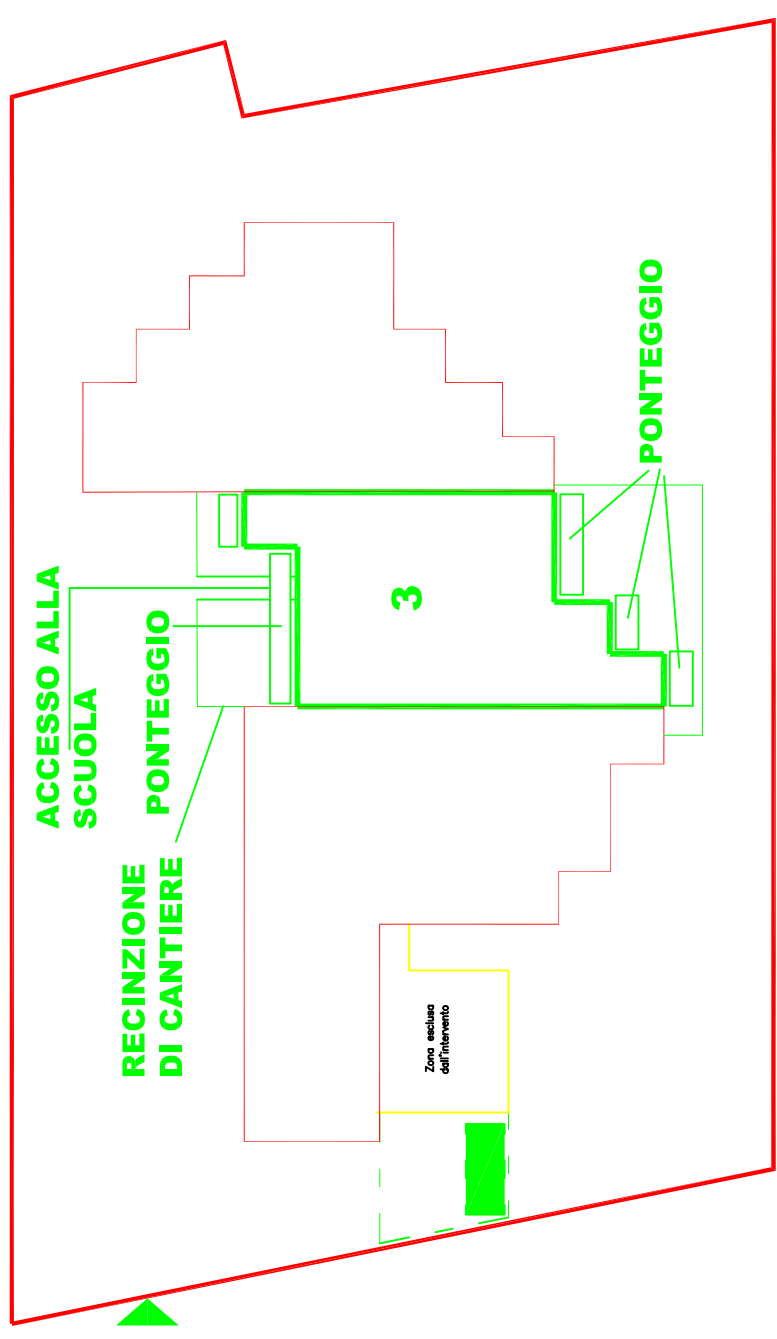 ACCESSO ALLA
SCUOLA
PONTEGGIO
RECINZIONE
DI CANTIERE
3
PONTEGGIO
Zona esclusa
dall'intervento